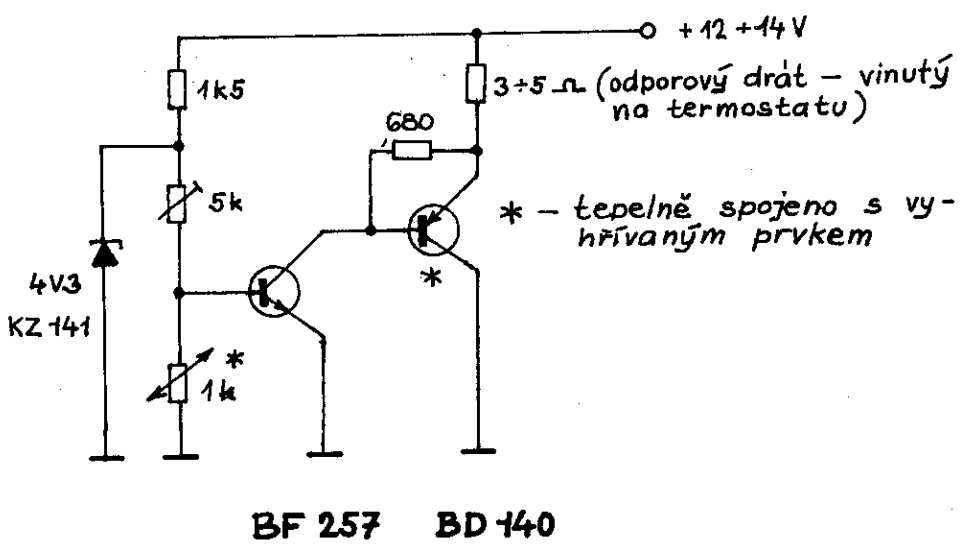 +12÷14V
1k5
3÷5 Ω (odporový drát – vinutý
na termostatu)
680
5k
* – tepelně spojeno s vy-
hřívaným prvkem
*
4V3
KZ 141
*
1k
BF 257 BD 140